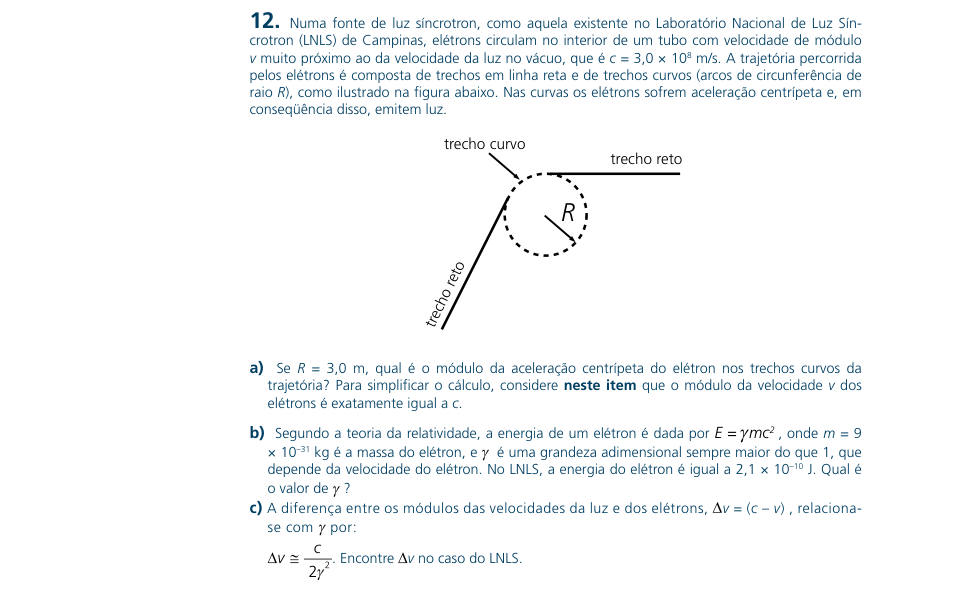 12. Numa fonte de luz síncrotron, como aquela existente no Laboratório Nacional de Luz Sín-
crotron (LNLS) de Campinas, elétrons circulam no interior de um tubo com velocidade de módulo
v muito próximo ao da velocidade da luz no vácuo, que é c = 3,0 × 10⁸ m/s. A trajetória percorrida
pelos elétrons é composta de trechos em linha reta e de trechos curvos (arcos de circunferência de
raio R), como ilustrado na figura abaixo. Nas curvas os elétrons sofrem aceleração centrípeta e, em
conseqüência disso, emitem luz.
trecho curvo
trecho reto
R
trecho reto
a) Se R = 3,0 m, qual é o módulo da aceleração centrípeta do elétron nos trechos curvos da
trajetória? Para simplificar o cálculo, considere neste item que o módulo da velocidade v dos
elétrons é exatamente igual a c.
b) Segundo a teoria da relatividade, a energia de um elétron é dada por E = γmc², onde m = 9
× 10⁻³¹ kg é a massa do elétron, e γ é uma grandeza adimensional sempre maior do que 1, que
depende da velocidade do elétron. No LNLS, a energia do elétron é igual a 2,1 × 10⁻¹⁰ J. Qual é
o valor de γ ?
c) A diferença entre os módulos das velocidades da luz e dos elétrons, Δv = (c – v) , relaciona-
se com γ por:
Δv ≅ c / 2γ². Encontre Δv no caso do LNLS.